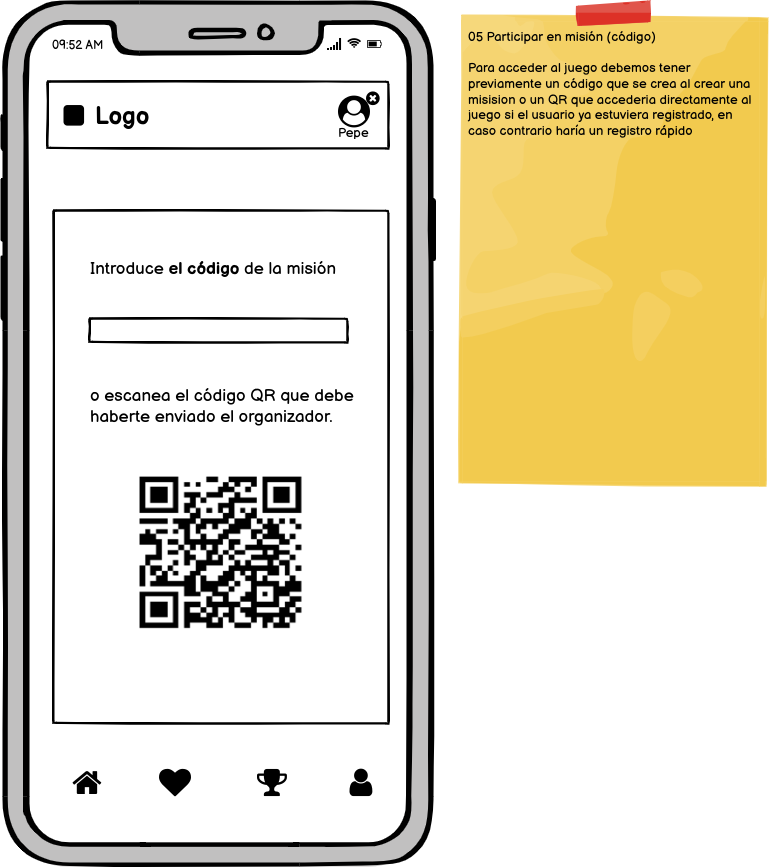 09:52 AM
Logo
Pepe
Introduce el código de la misión
o escanea el código QR que debe
haberte enviado el organizador.
05 Participar en misión (código)
Para acceder al juego debemos tener
previamente un código que se crea al crear una
misision o un QR que accederia directamente al
juego si el usuario ya estuviera registrado, en
caso contrario haría un registro rápido